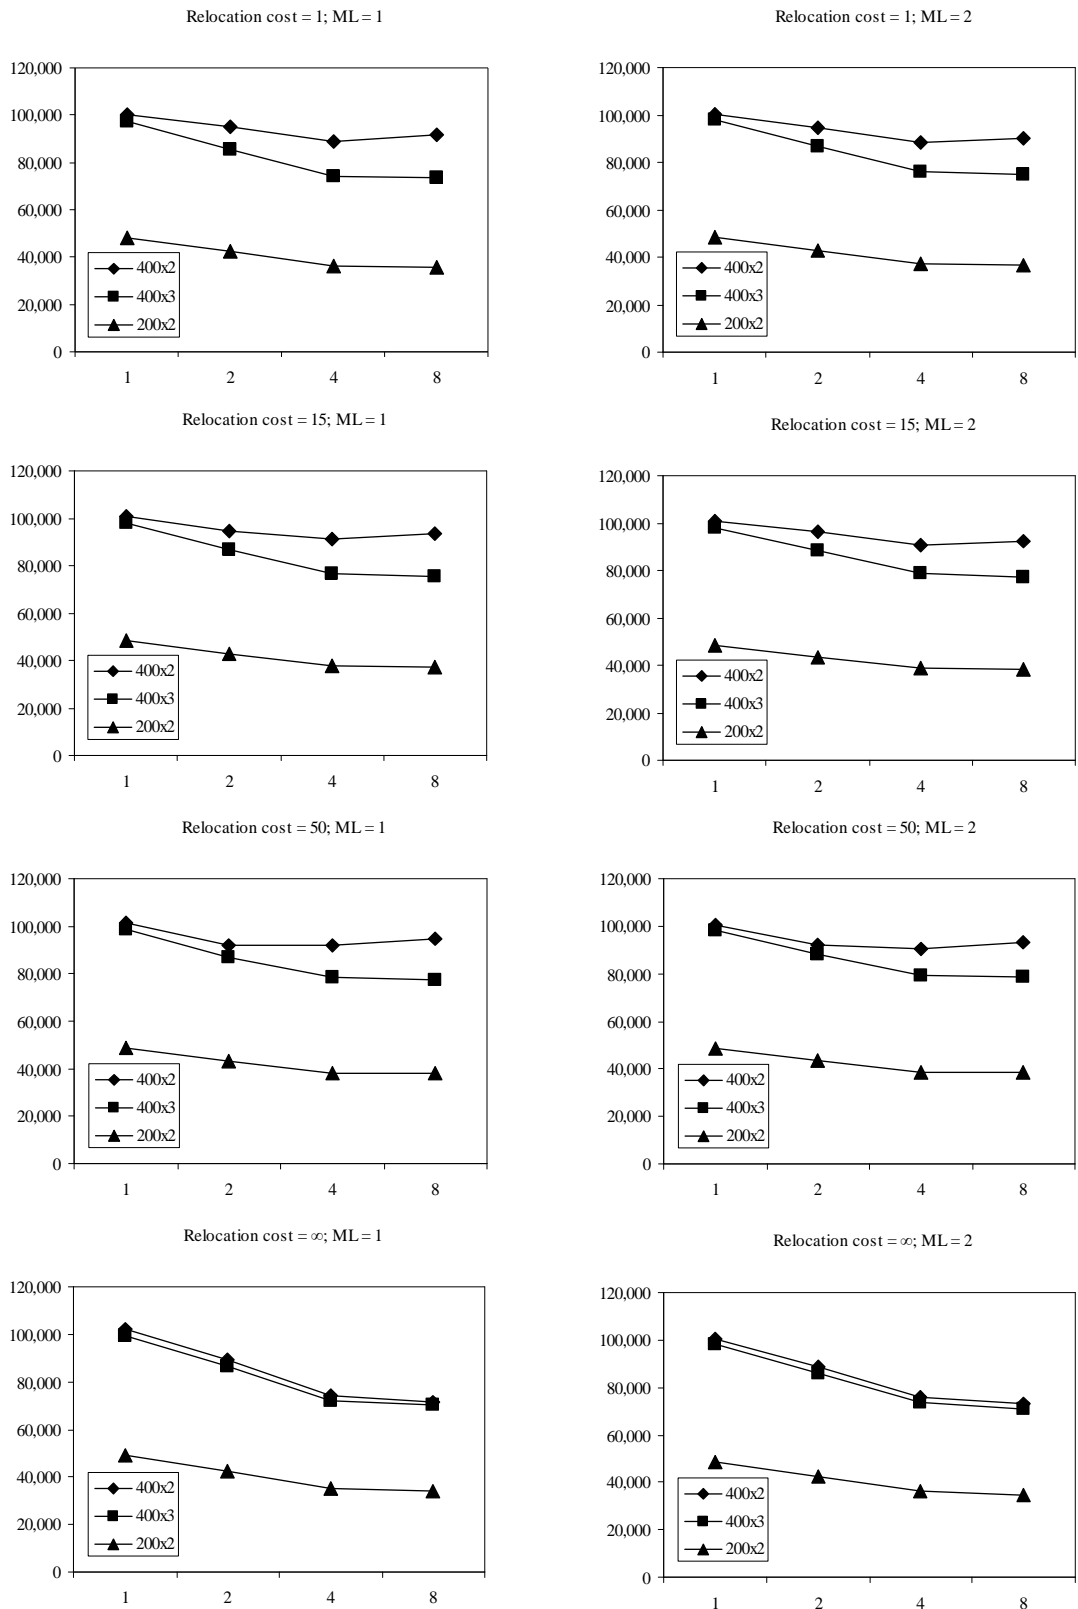 Relocation cost = 1; ML = 1
120,000
100,000
80,000
60,000
40,000
20,000
0
400x2
400x3
200x2
1 2 4 8
Relocation cost = 1; ML = 2
120,000
100,000
80,000
60,000
40,000
20,000
0
400x2
400x3
200x2
1 2 4 8
Relocation cost = 15; ML = 1
120,000
100,000
80,000
60,000
40,000
20,000
0
400x2
400x3
200x2
1 2 4 8
Relocation cost = 15; ML = 2
120,000
100,000
80,000
60,000
40,000
20,000
0
400x2
400x3
200x2
1 2 4 8
Relocation cost = 50; ML = 1
120,000
100,000
80,000
60,000
40,000
20,000
0
400x2
400x3
200x2
1 2 4 8
Relocation cost = 50; ML = 2
120,000
100,000
80,000
60,000
40,000
20,000
0
400x2
400x3
200x2
1 2 4 8
Relocation cost = ∞; ML = 1
120,000
100,000
80,000
60,000
40,000
20,000
0
400x2
400x3
200x2
1 2 4 8
Relocation cost = ∞; ML = 2
120,000
100,000
80,000
60,000
40,000
20,000
0
400x2
400x3
200x2
1 2 4 8